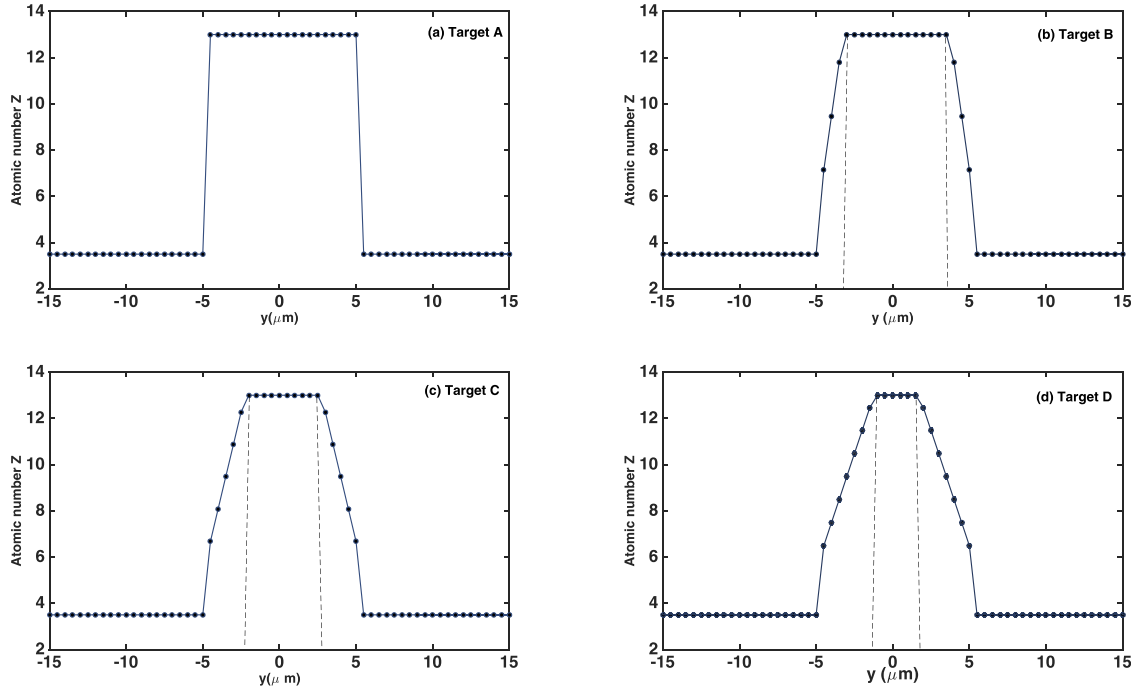 14
12
10
8
6
4
2
Atomic number Z
(a) Target A
-15 -10 -5 0 5 10 15
y(μm)
14
12
10
8
6
4
2
Atomic number Z
(b) Target B
-15 -10 -5 0 5 10 15
y (μm)
14
12
10
8
6
4
2
Atomic number Z
(c) Target C
-15 -10 -5 0 5 10 15
y(μ m)
14
12
10
8
6
4
2
Atomic number Z
(d) Target D
-15 -10 -5 0 5 10 15
y (μm)